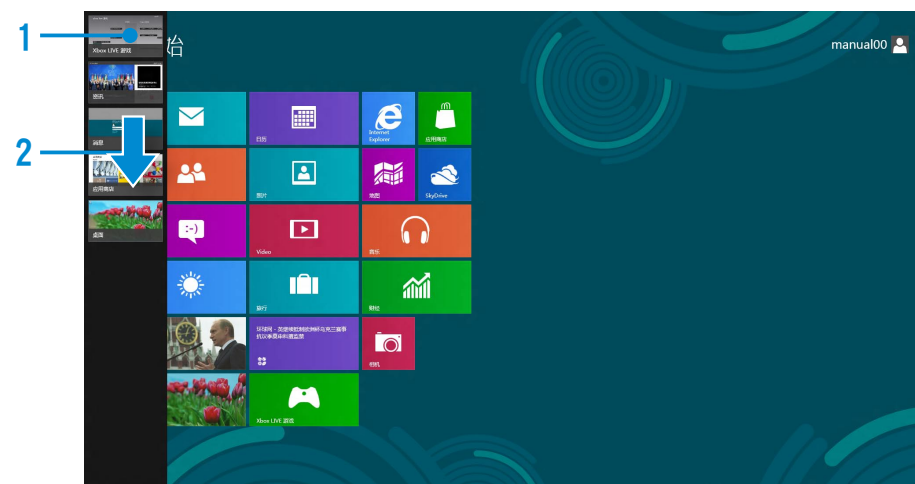 1
2
始
manual00
Xbox LIVE 游戏
资讯
消息
应用商店
桌面
日历
Internet
Explorer
应用商店
照片
地图
SkyDrive
Video
音乐
旅行
财经
相机
Xbox LIVE 游戏